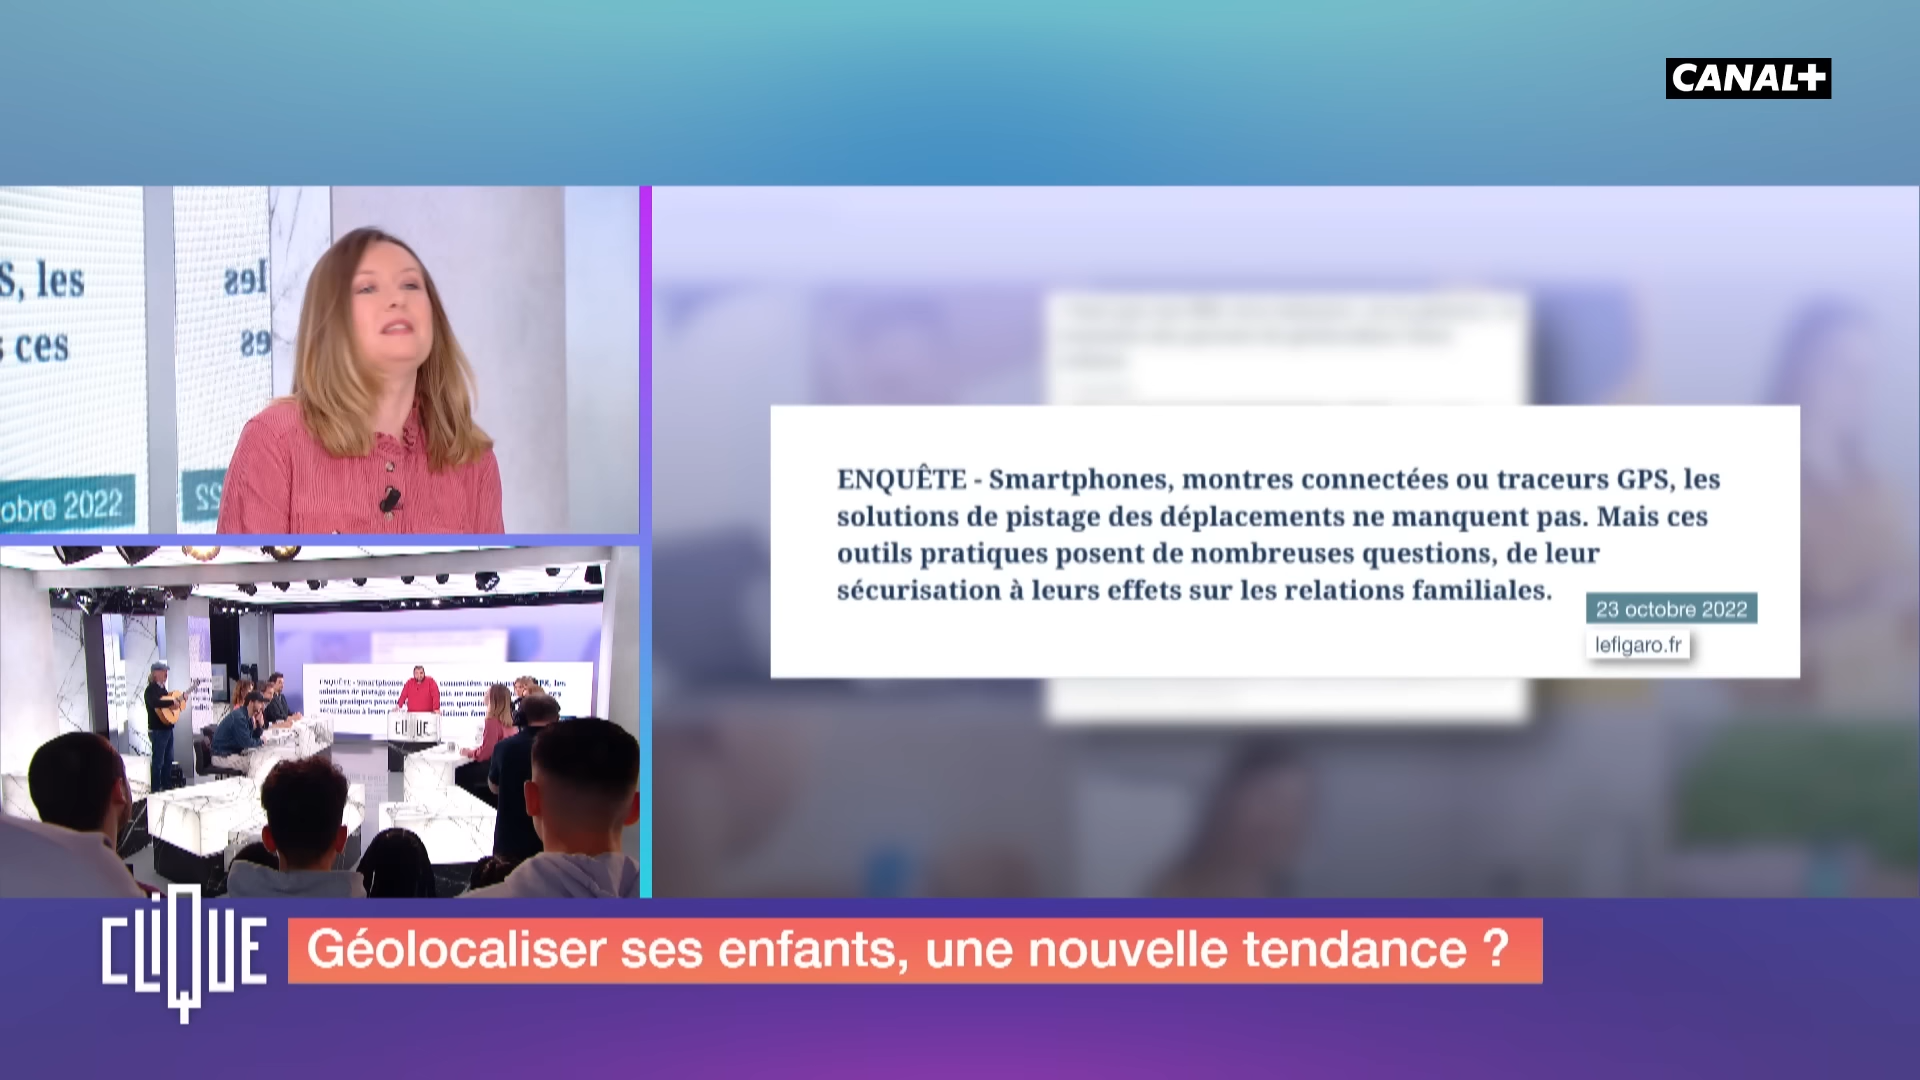 CANAL+
S, les
ces
obre 2022
ENQUÊTE - Smartphones, montres connectées ou traceurs GPS, les
solutions de pistage des déplacements ne manquent pas. Mais ces
outils pratiques posent de nombreuses questions, de leur
sécurisation à leurs effets sur les relations familiales.
23 octobre 2022
lefigaro.fr
CLIQUE
CLIQUE
Géolocaliser ses enfants, une nouvelle tendance ?